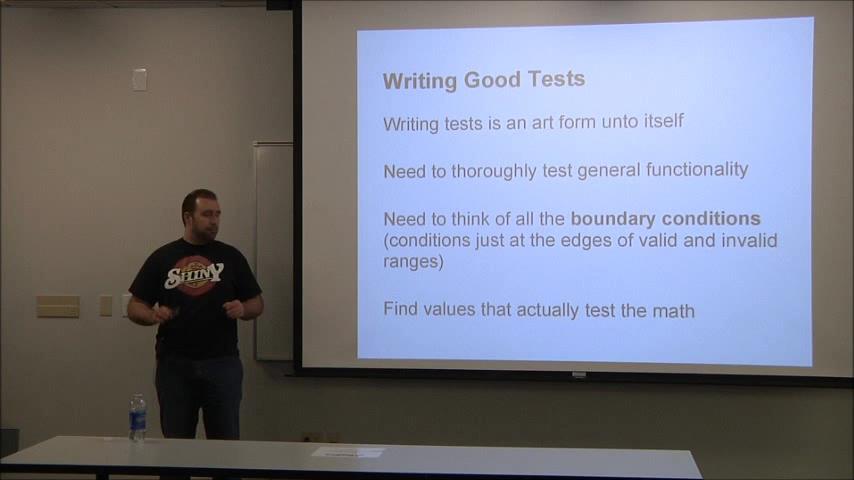 Writing Good Tests
Writing tests is an art form unto itself
Need to thoroughly test general functionality
Need to think of all the boundary conditions
(conditions just at the edges of valid and invalid
ranges)
Find values that actually test the math
SHINY